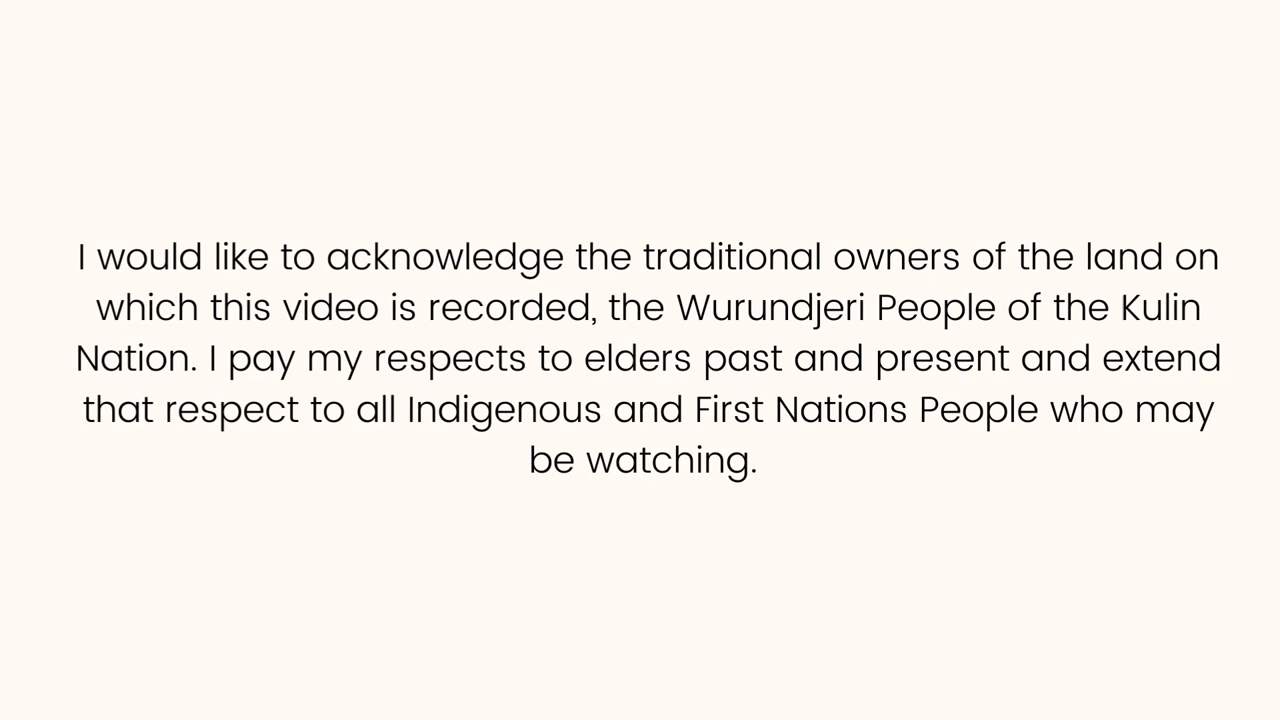 I would like to acknowledge the traditional owners of the land on
which this video is recorded, the Wurundjeri People of the Kulin
Nation. I pay my respects to elders past and present and extend
that respect to all Indigenous and First Nations People who may
be watching.